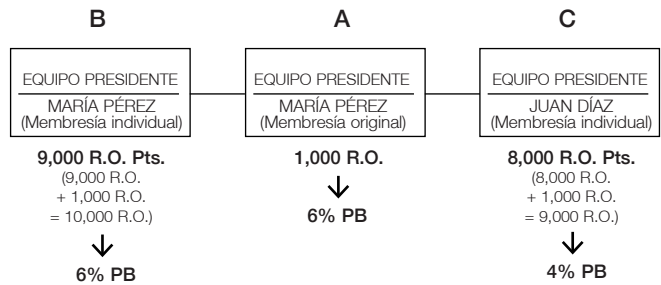 B
EQUIPO PRESIDENTE
MARÍA PÉREZ
(Membresía individual)
9,000 R.O. Pts.
(9,000 R.O.
+ 1,000 R.O.
= 10,000 R.O.)
6% PB
A
EQUIPO PRESIDENTE
MARÍA PÉREZ
(Membresía original)
1,000 R.O.
6% PB
C
EQUIPO PRESIDENTE
JUAN DÍAZ
(Membresía individual)
8,000 R.O. Pts.
(8,000 R.O.
+ 1,000 R.O.
= 9,000 R.O.)
4% PB